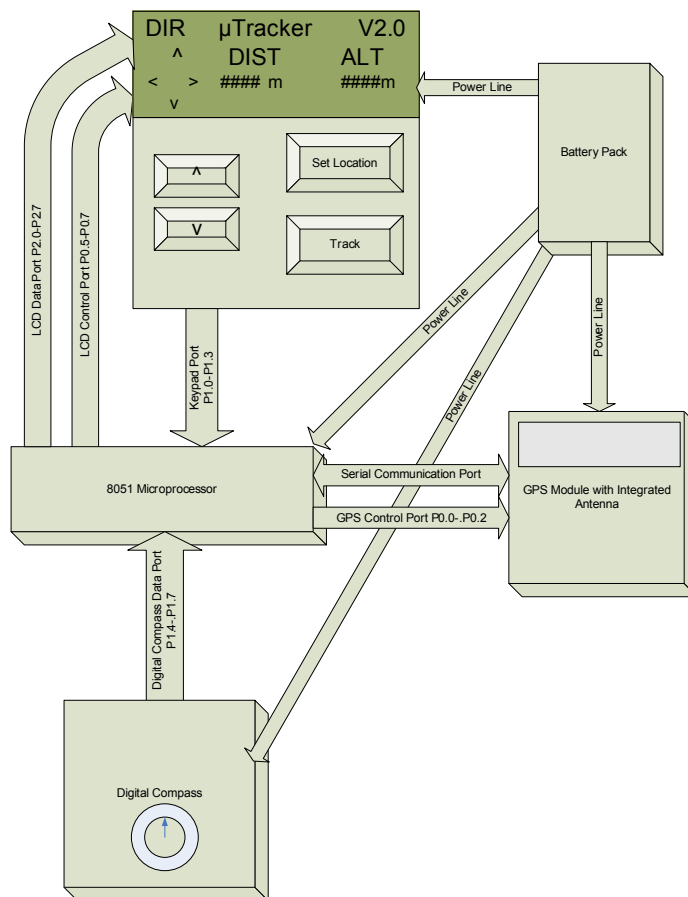 DIR µTracker V2.0
^ DIST ALT
< > #### m ####m
v
Power Line
Battery Pack
^
Set Location
v
Track
LCD Data Port P2.0-P2.7
LCD Control Port P0.5-P0.7
Keypad Port
P1.0-P1.3
Power Line
Power Line
Power Line
8051 Microprocessor
Serial Communication Port
GPS Control Port P0.0-.P0.2
GPS Module with Integrated
Antenna
Digital Compass Data Port
P1.4-.P1.7
Digital Compass